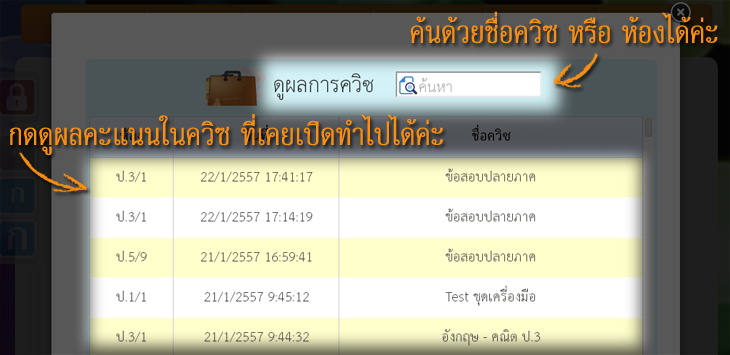 ค้นด้วยชื่อควิซ หรือ ห้องได้ค่ะ
ดูผลการควิซ ค้นหา
กดดูผลคะแนนในควิซ ที่เคยเปิดทำไปได้ค่ะ
ชื่อควิซ
ป.3/1 22/1/2557 17:41:17 ข้อสอบปลายภาค
ป.3/1 22/1/2557 17:14:19 ข้อสอบปลายภาค
ป.5/9 21/1/2557 16:59:41 ข้อสอบปลายภาค
ป.1/1 21/1/2557 9:45:12 Test ชุดเครื่องมือ
ป.3/1 21/1/2557 9:44:32 อังกฤษ - คณิต ป.3
ก
ก